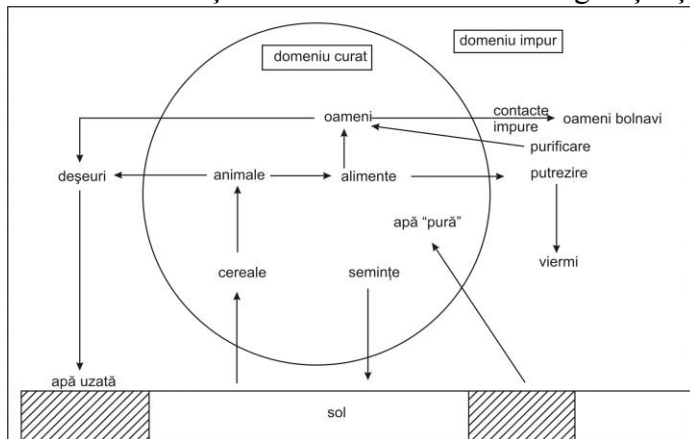 domeniu impur
domeniu curat
oameni
contacte
impure
oameni bolnavi
purificare
deşeuri
animale
alimente
putrezire
apă “pură”
viermi
cereale
seminţe
apă uzată
sol